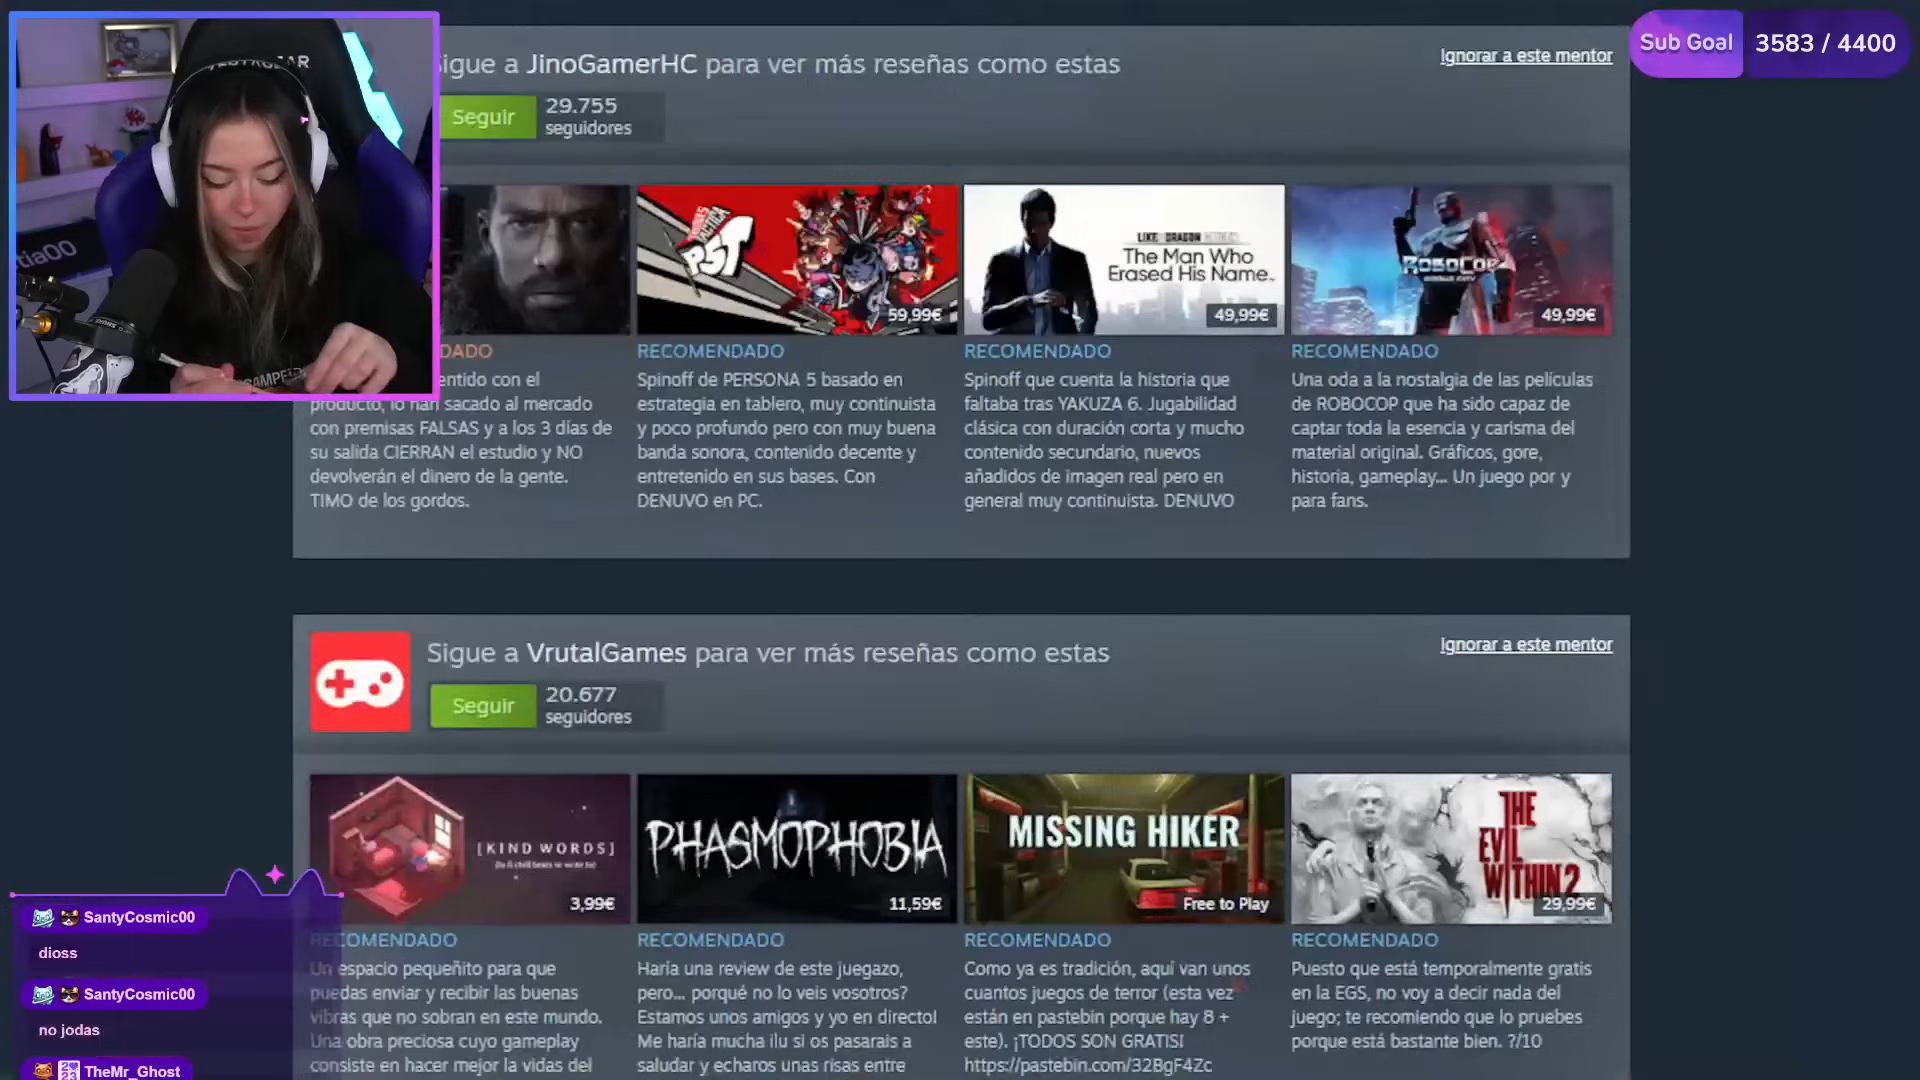 Sub Goal 3583 / 4400
Sigue a JinoGamerHC para ver más reseñas como estas
Ignorar a este mentor
Seguir
29.755
seguidores
tia00
PST
59,99€
LIKE A DRAGON
The Man Who
Erased His Name
49,99€
ROBOCOP
49,99€
DADO
RECOMENDADO
RECOMENDADO
RECOMENDADO
entido con el
producto, lo han sacado al mercado
con premisas FALSAS y a los 3 días de
su salida CIERRAN el estudio y NO
devolverán el dinero de la gente.
TIMO de los gordos.
Spinoff de PERSONA 5 basado en
estrategia en tablero, muy continuista
y poco profundo pero con muy buena
banda sonora, contenido decente y
entretenido en sus bases. Con
DENUVO en PC.
Spinoff que cuenta la historia que
faltaba tras YAKUZA 6. Jugabilidad
clásica con duración corta y mucho
contenido secundario, nuevos
añadidos de imagen real pero en
general muy continuista. DENUVO
Una oda a la nostalgia de las películas
de ROBOCOP que ha sido capaz de
captar toda la esencia y carisma del
material original. Gráficos, gore,
historia, gameplay... Un juego por y
para fans.
Sigue a VrutalGames para ver más reseñas como estas
Ignorar a este mentor
Seguir
20.677
seguidores
[KIND WORDS]
3,99€
PHASMOPHOBIA
11,59€
MISSING HIKER
Free to Play
THE
EVIL
WITHIN 2
29,99€
RECOMENDADO
RECOMENDADO
RECOMENDADO
RECOMENDADO
Un espacio pequeñito para que
puedas enviar y recibir las buenas
vibras que no sobran en este mundo.
Una obra preciosa cuyo gameplay
consiste en hacer mejor la vidas del
Haría una review de este juegazo,
pero... porqué no lo veis vosotros?
Estamos unos amigos y yo en directo!
Me haría mucha ilu si os pasarais a
saludar y echaros unas risas entre
Como ya es tradición, aquí van unos
cuantos juegos de terror (esta vez
están en pastebin porque hay 8 +
este). ¡TODOS SON GRATIS!
https://pastebin.com/32BgF4Zc
Puesto que está temporalmente gratis
en la EGS, no voy a decir nada del
juego; te recomiendo que lo pruebes
porque está bastante bien. ?/10
SantyCosmic00
dioss
SantyCosmic00
no jodas
TheMr_Ghost